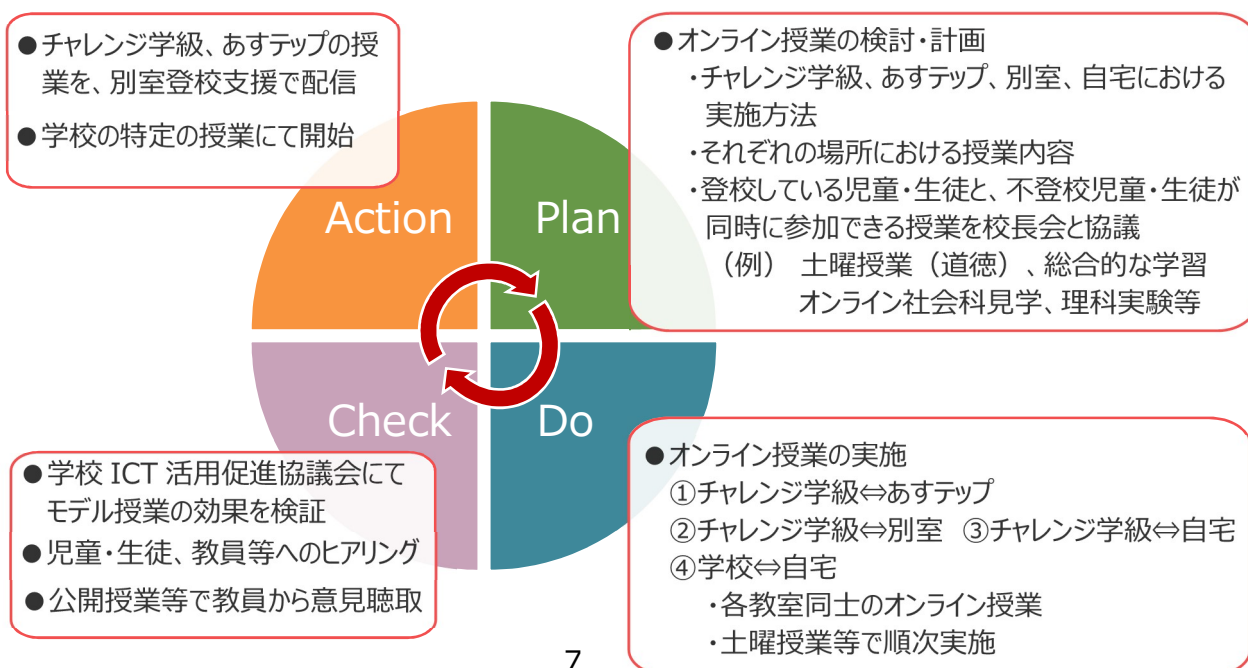 ●チャレンジ学級、あすテップの授
業を、別室登校支援で配信
●学校の特定の授業にて開始
●オンライン授業の検討・計画
・チャレンジ学級、あすテップ、別室、自宅における
実施方法
・それぞれの場所における授業内容
・登校している児童・生徒と、不登校児童・生徒が
同時に参加できる授業を校長会と協議
（例）　土曜授業（道徳）、総合的な学習
オンライン社会科見学、理科実験等
Action
Plan
Check
Do
●学校 ICT 活用促進協議会にて
モデル授業の効果を検証
●児童・生徒、教員等へのヒアリング
●公開授業等で教員から意見聴取
●オンライン授業の実施
①チャレンジ学級⇔あすテップ
②チャレンジ学級⇔別室　③チャレンジ学級⇔自宅
④学校⇔自宅
・各教室同士のオンライン授業
・土曜授業等で順次実施
7